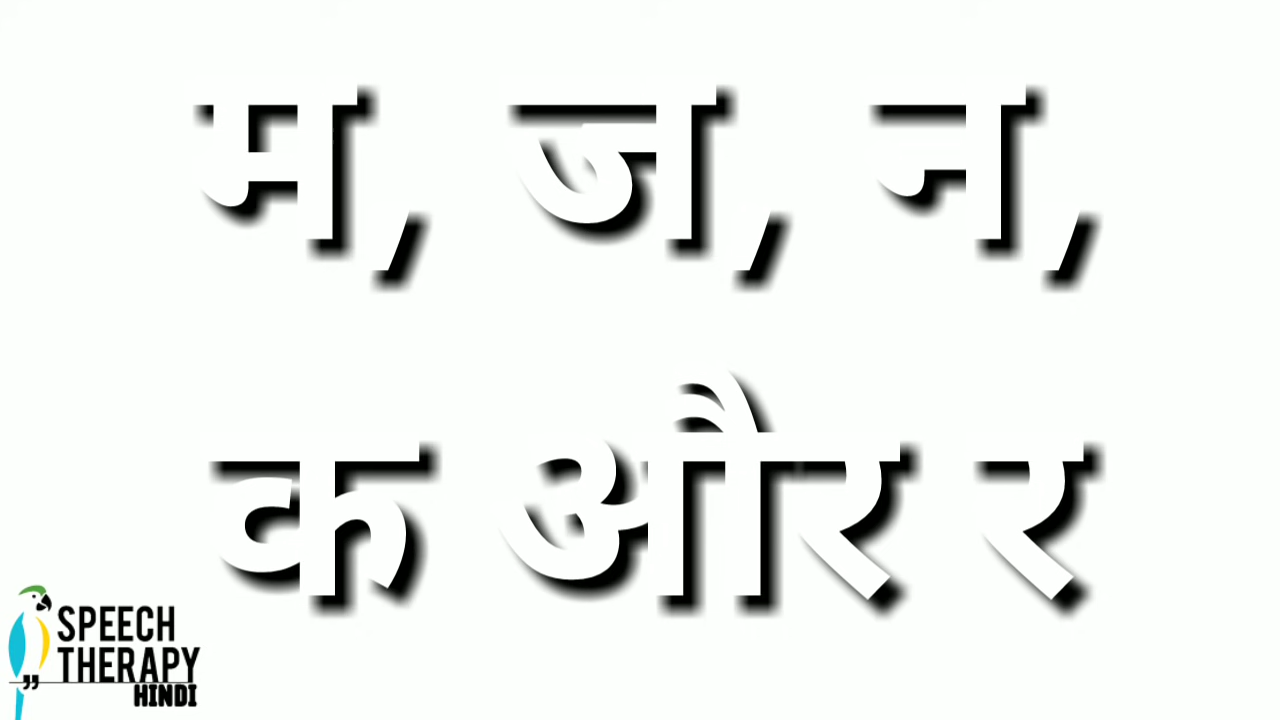 म, ज, न,
क और र
SPEECH
THERAPY
HINDI